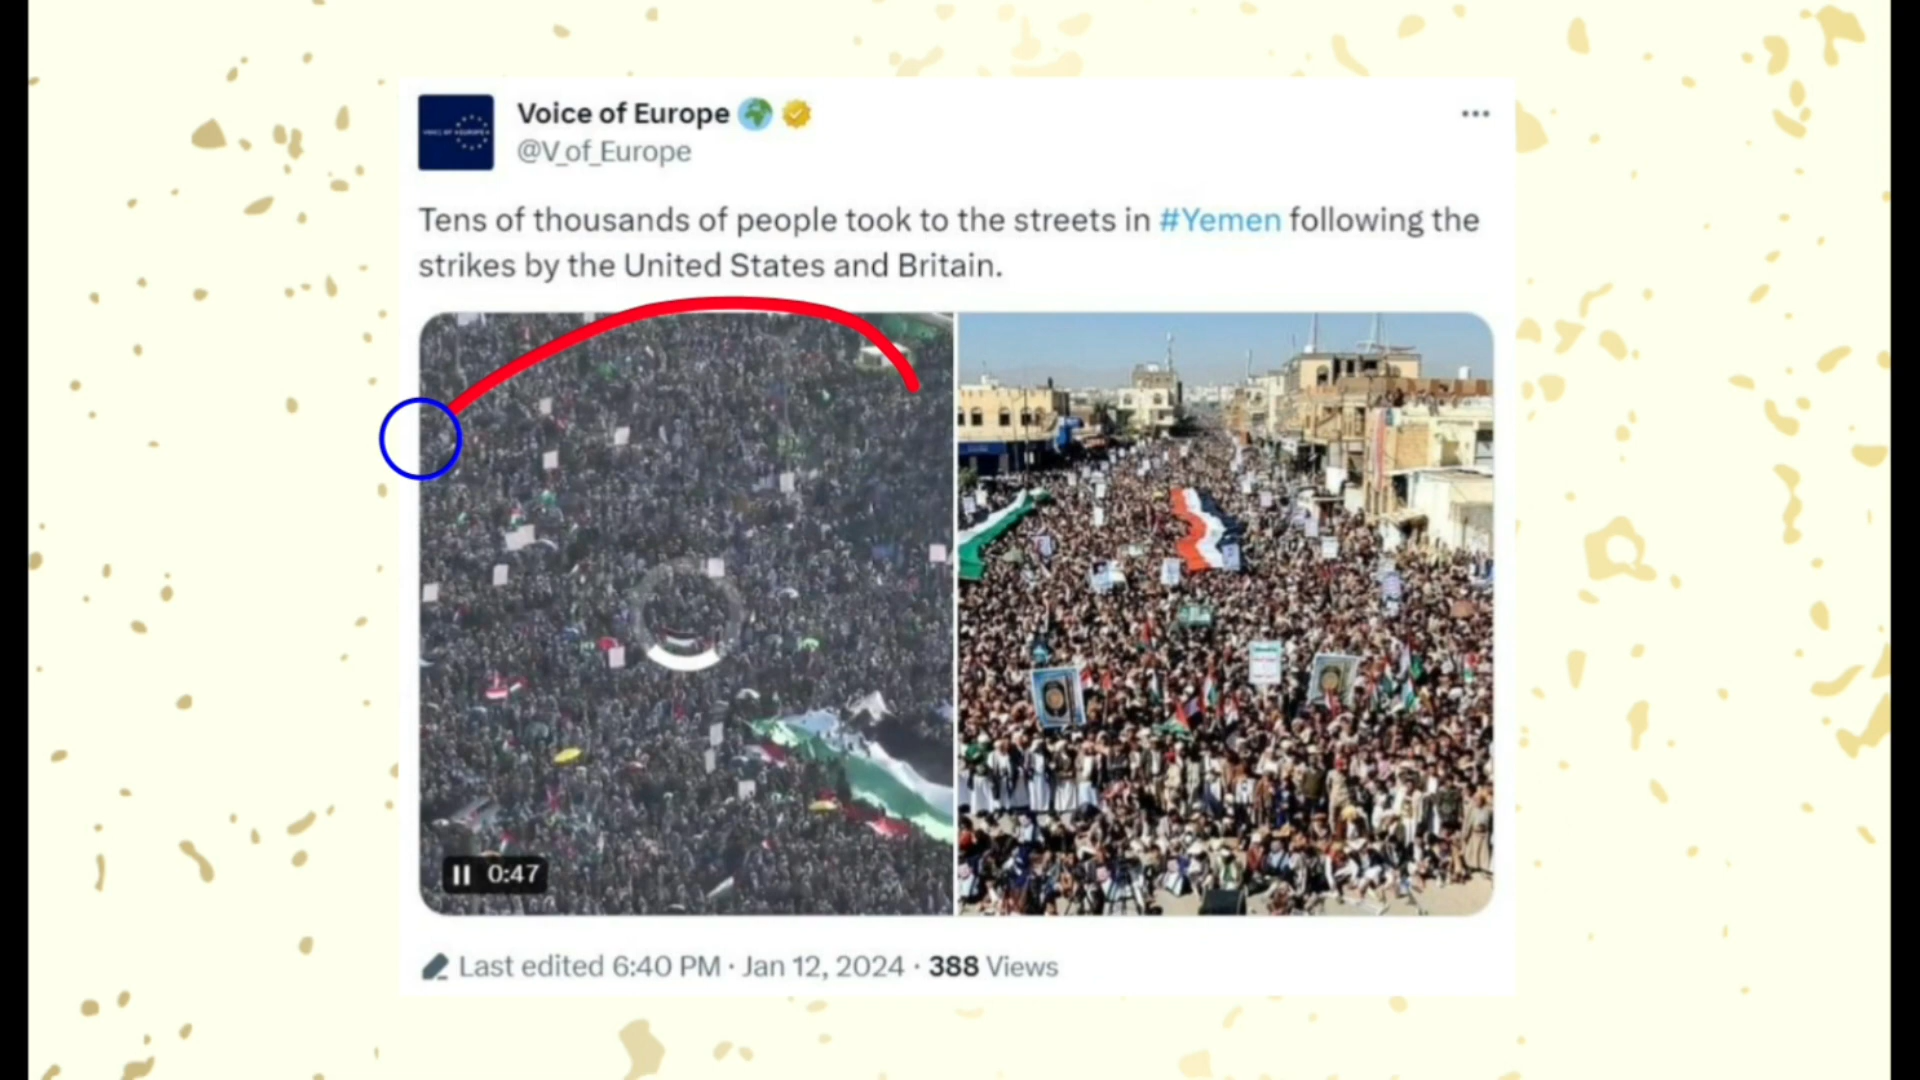 Voice of Europe
@V_of_Europe
Tens of thousands of people took to the streets in #Yemen following the
strikes by the United States and Britain.
0:47
Last edited 6:40 PM · Jan 12, 2024 · 388 Views